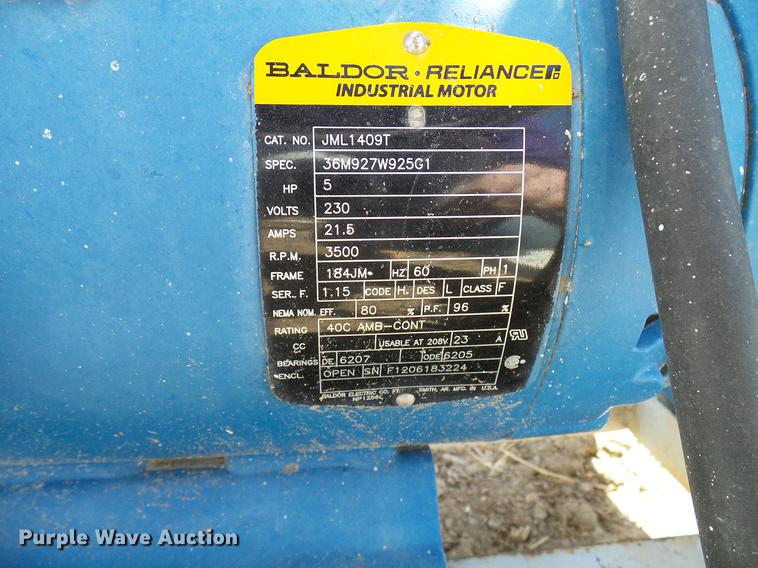 BALDOR · RELIANCE
INDUSTRIAL MOTOR
CAT. NO. JML1409T
SPEC. 36M927W925G1
HP 5
VOLTS 230
AMPS 21.5
R.P.M. 3500
FRAME 184JM HZ 60 PH 1
SER. F. 1.15 CODE H DES L CLASS F
NEMA NOM. EFF. 80 % P.F. 96 %
RATING 40C AMB-CONT
CC USABLE AT 208V 23 A
BEARINGS DE 6207 ODE 6205
ENCL. OPEN SN F1206183224
BALDOR ELECTRIC CO. FT. SMITH, AR. MFG. IN U.S.A.
Purple Wave Auction